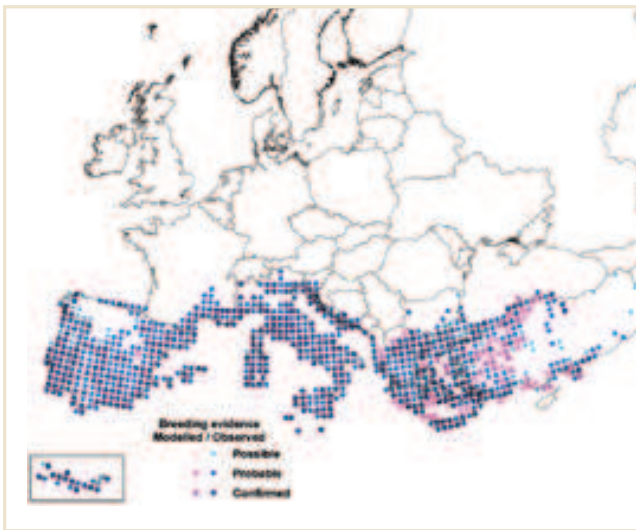 Breeding evidence
Modelled / Observed
Possible
Probable
Confirmed